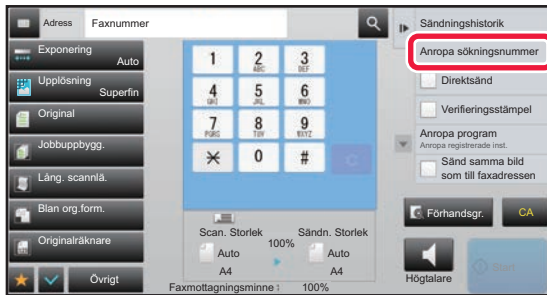 Adress
Faxnummer
Exponering
Auto
Upplösning
Superfin
Original
Jobbuppbygg.
Lång. scannlä.
Blan org.form.
Originalräknare
Övrigt
1
2
ABC
3
DEF
4
GHI
5
JKL
6
MNO
7
PQRS
8
TUV
9
WXYZ
0
#
C
Scan. Storlek
Auto
A4
100%
Sändn. Storlek
Auto
A4
Faxmottagningsminne : 100%
Sändningshistorik
Anropa sökningsnummer
Direktsänd
Verifieringsstämpel
Anropa program
Anropa registrerade inst.
Sänd samma bild
som till faxadressen
Förhandsgr.
CA
Högtalare
Start